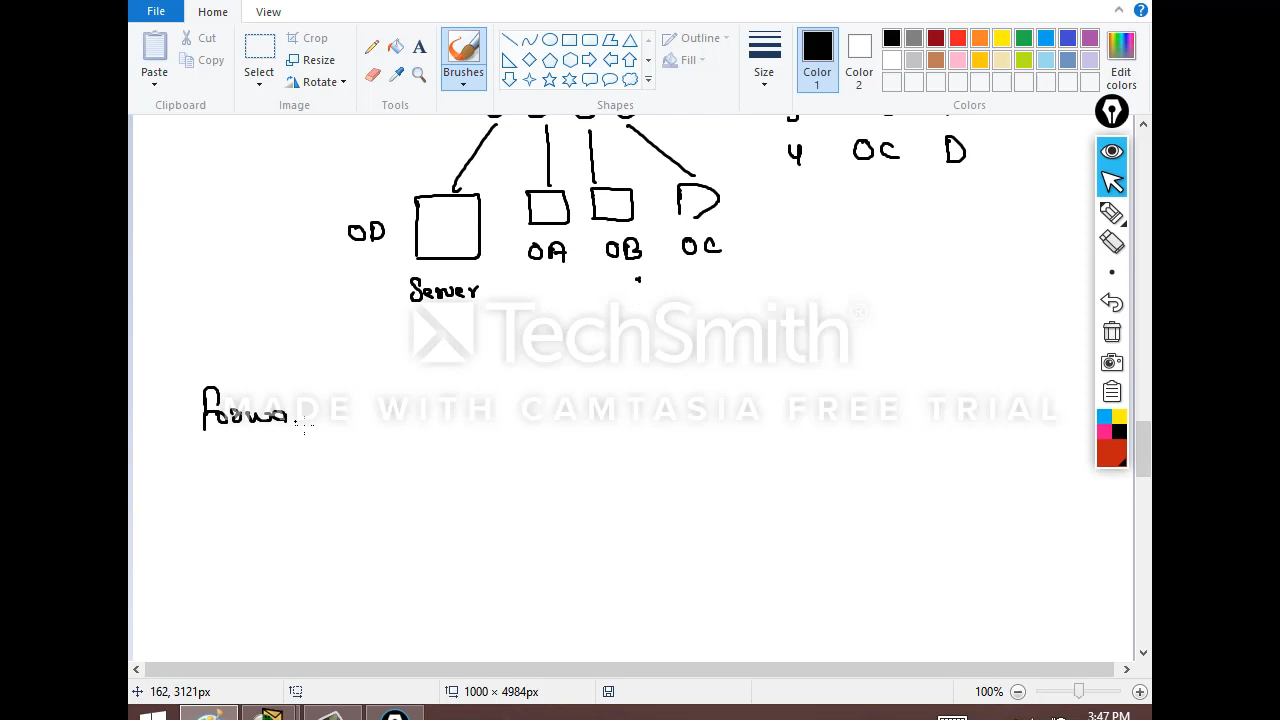 File Home View
Cut
Copy
Paste
Clipboard
Select
Crop
Resize
Rotate
Image
A
Tools
Brushes
Outline
Fill
Shapes
Size
Color 1
Color 2
Edit colors
Colors
4 OC D
OD
OA OB OC
Server
TechSmith
MADE WITH CAMTASIA FREE TRIAL
162, 3121px
1000 × 4984px
100%
3:47 PM